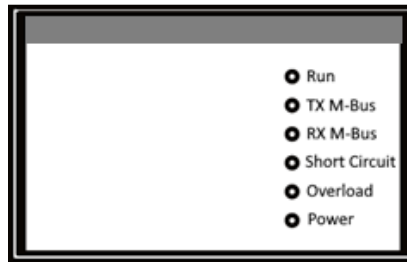 Run
TX M-Bus
RX M-Bus
Short Circuit
Overload
Power